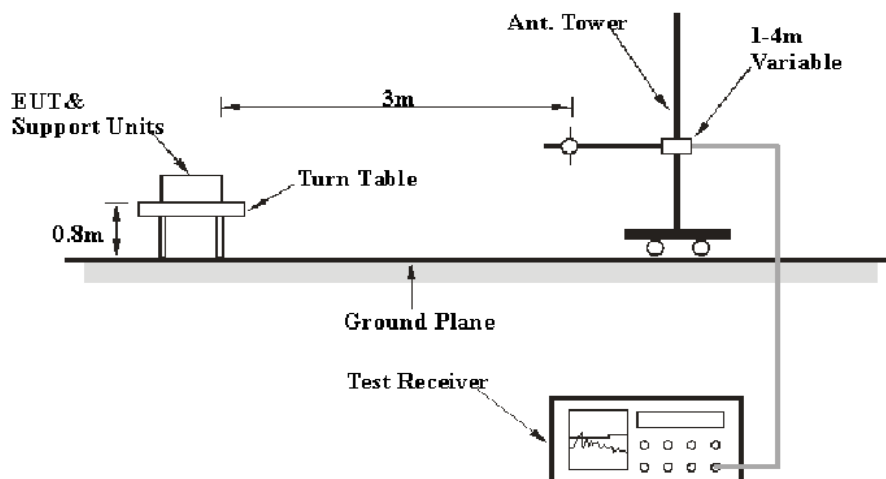 Ant. Tower
1-4m
Variable
3m
EUT &
Support Units
Turn Table
0.8m
Ground Plane
Test Receiver